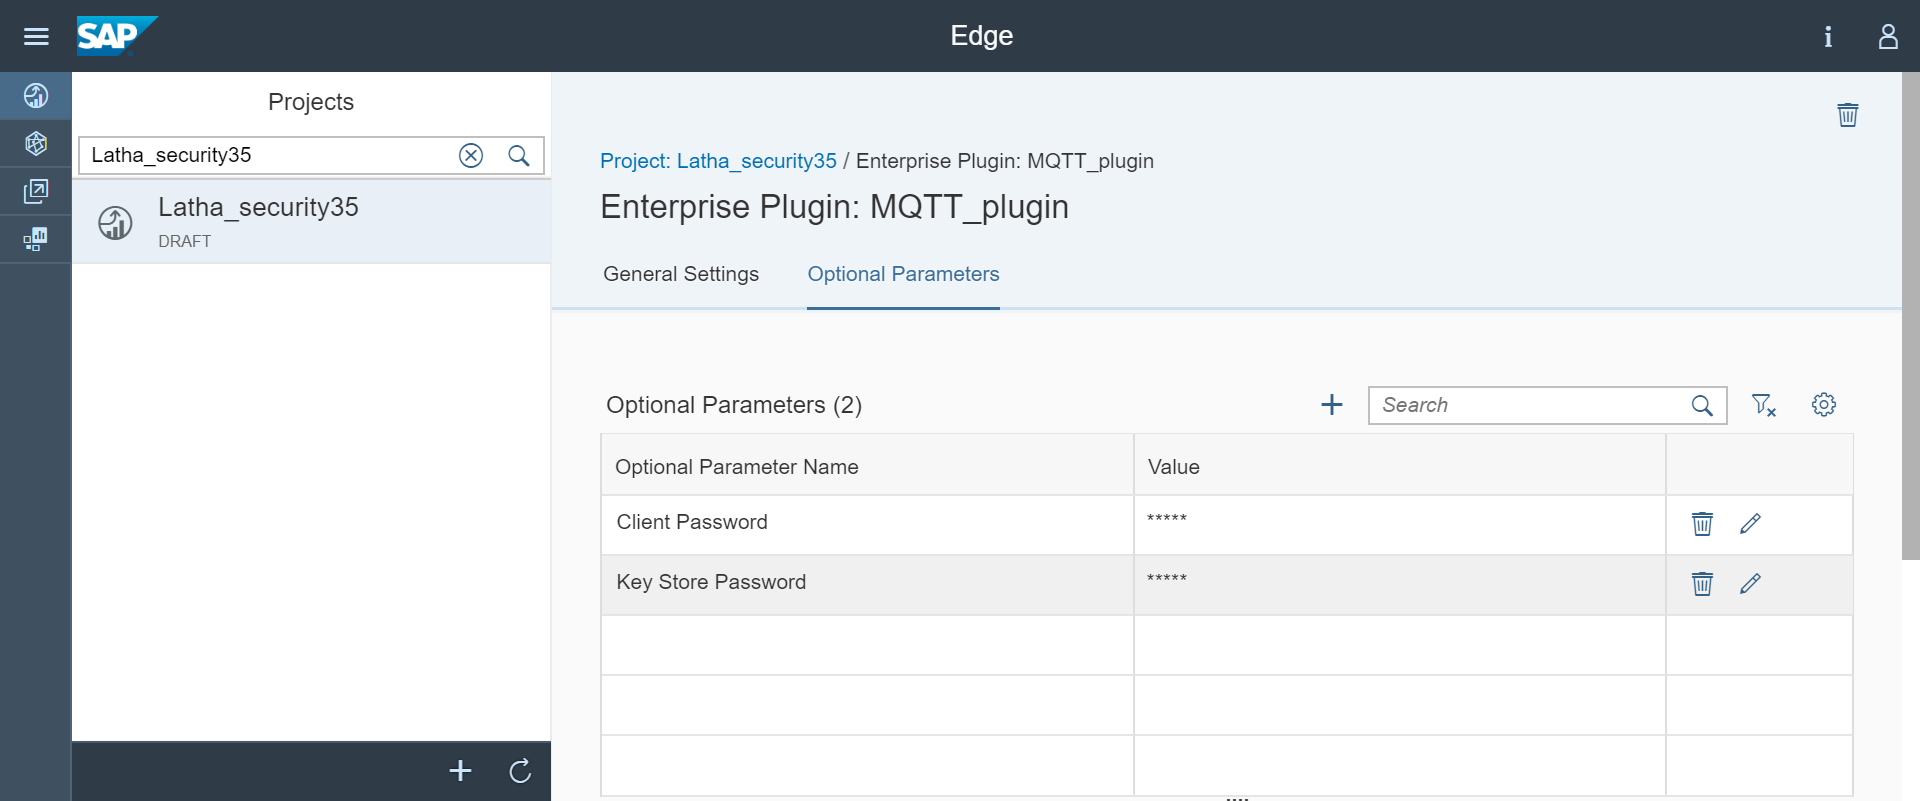 SAP
Edge
Projects
Latha_security35
Latha_security35
DRAFT
Project: Latha_security35 / Enterprise Plugin: MQTT_plugin
Enterprise Plugin: MQTT_plugin
General Settings
Optional Parameters
Optional Parameters (2)
Search
Optional Parameter Name
Value
Client Password
*****
Key Store Password
*****